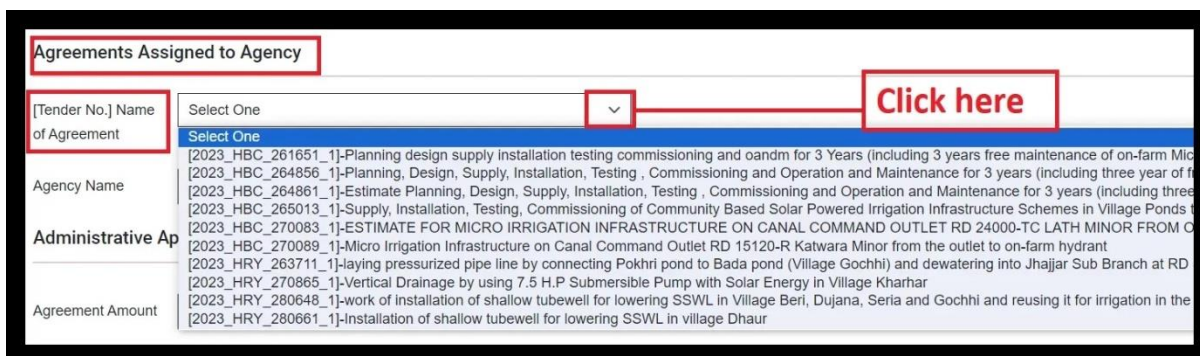 Agreements Assigned to Agency
[Tender No.] Name
of Agreement
Select One
Click here
Select One
[2023_HBC_261651_1]-Planning design supply installation testing commissioning and oandm for 3 Years (including 3 years free maintenance of on-farm Mic
[2023_HBC_264856_1]-Planning, Design, Supply, Installation, Testing , Commissioning and Operation and Maintenance for 3 years (including three year of
[2023_HBC_264861_1]-Estimate Planning, Design, Supply, Installation, Testing , Commissioning and Operation and Maintenance for 3 years (including three
[2023_HBC_265013_1]-Supply, Installation, Testing, Commissioning of Community Based Solar Powered Irrigation Infrastructure Schemes in Village Ponds
[2023_HBC_270083_1]-ESTIMATE FOR MICRO IRRIGATION INFRASTRUCTURE ON CANAL COMMAND OUTLET RD 24000-TC LATH MINOR FROM O
[2023_HBC_270089_1]-Micro Irrigation Infrastructure on Canal Command Outlet RD 15120-R Katwara Minor from the outlet to on-farm hydrant
[2023_HRY_263711_1]-laying pressurized pipe line by connecting Pokhri pond to Bada pond (Village Gochhi) and dewatering into Jhajjar Sub Branch at RD
[2023_HRY_270865_1]-Vertical Drainage by using 7.5 H.P Submersible Pump with Solar Energy in Village Kharhar
[2023_HRY_280648_1]-work of installation of shallow tubewell for lowering SSWL in Village Beri, Dujana, Seria and Gochhi and reusing it for irrigation in the
[2023_HRY_280661_1]-Installation of shallow tubewell for lowering SSWL in village Dhaur
Agency Name
Administrative Ap
Agreement Amount